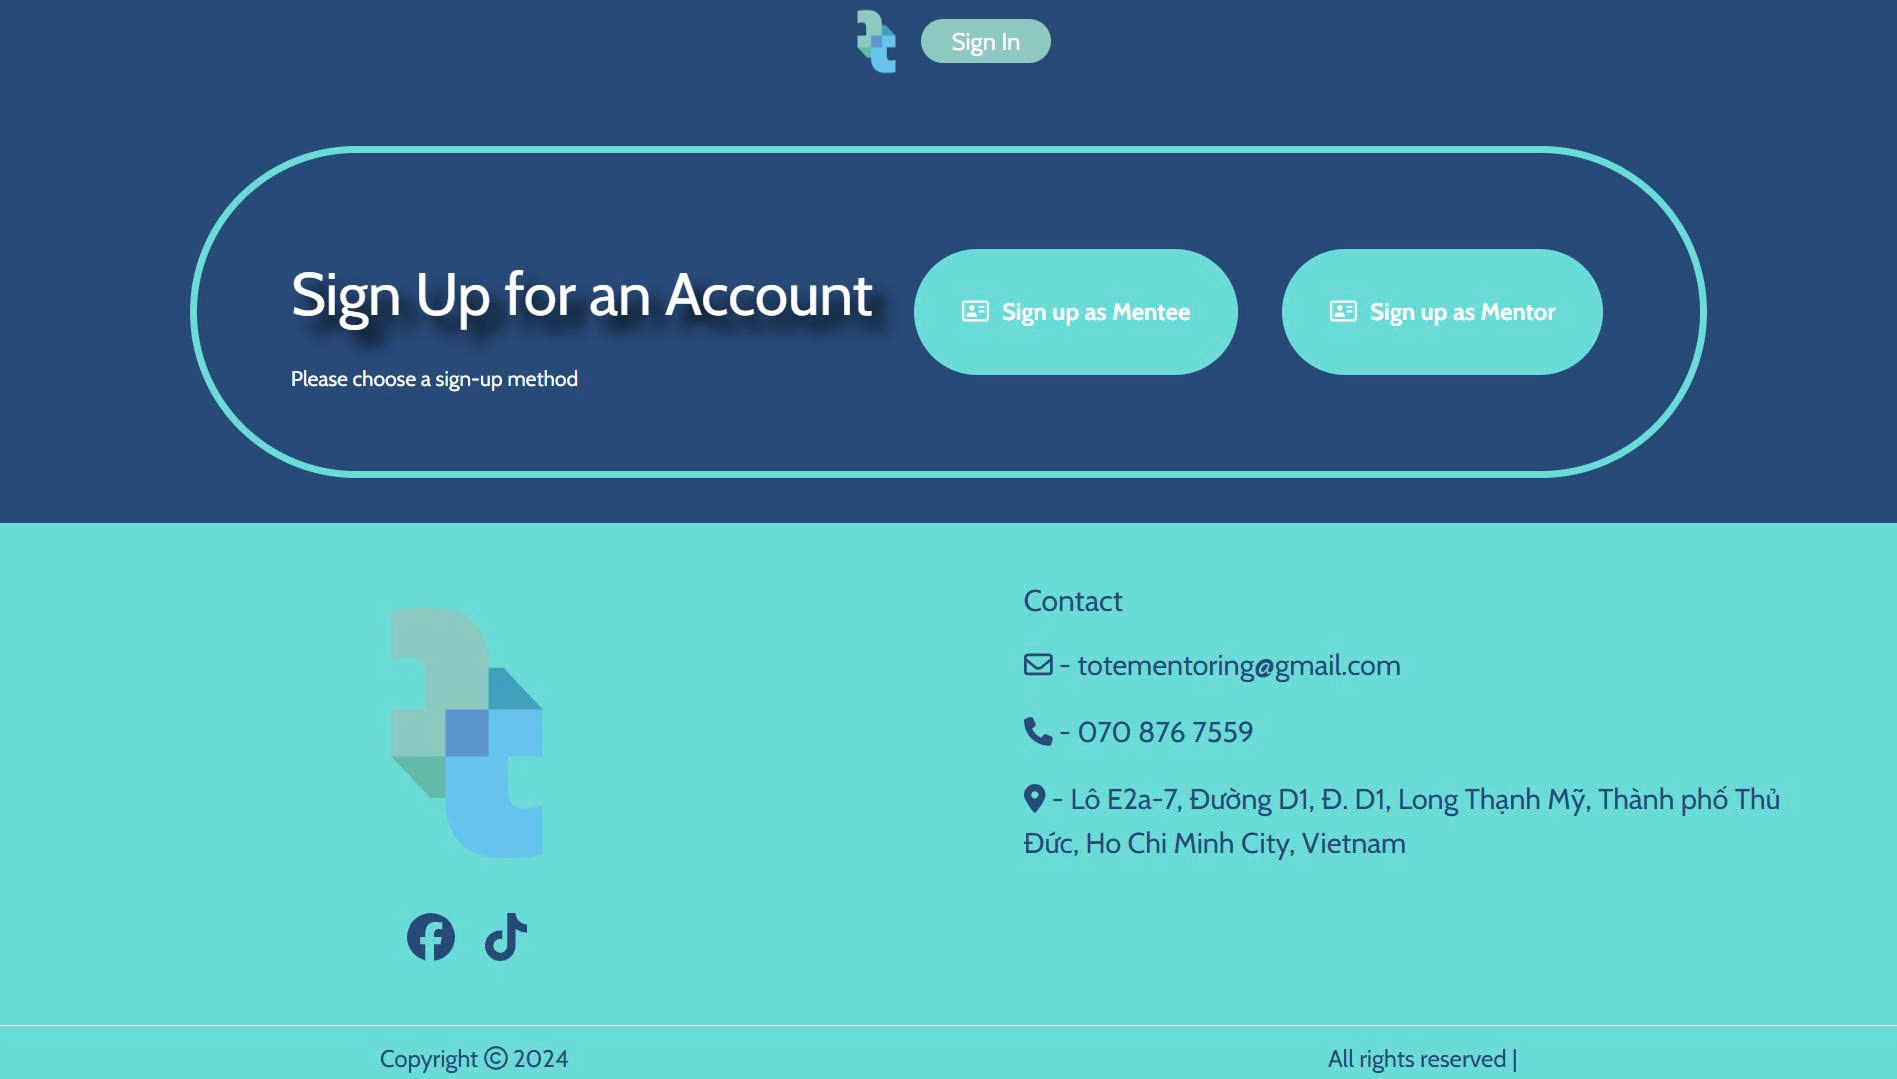 Sign In
Sign Up for an Account
Please choose a sign-up method
Sign up as Mentee
Sign up as Mentor
Contact
- totementoring@gmail.com
- 070 876 7559
- Lô E2a-7, Đường D1, Đ. D1, Long Thạnh Mỹ, Thành phố Thủ
Đức, Ho Chi Minh City, Vietnam
Copyright © 2024
All rights reserved |